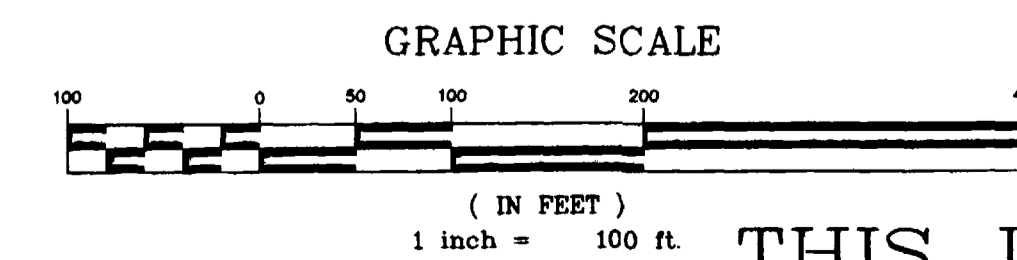 GRAPHIC SCALE
100 0 50 100 200
( IN FEET )
1 inch = 100 ft.
THIS